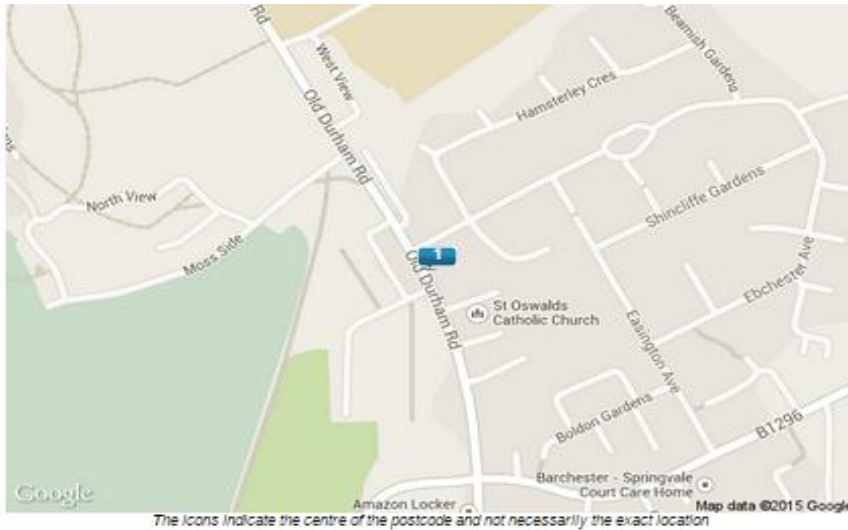 Rd
Beamish Gardens
West View
Hamsterley Cres
Old Durham Rd
North View
Shincliffe Gardens
Moss Side
1
Old Durham Rd
Ebchester Ave
St Oswalds
Catholic Church
Easington Ave
Boldon Gardens
B1296
Barchester - Springvale
Court Care Home
Google
Amazon Locker
Map data ©2015 Google
The icons indicate the centre of the postcode and not necessarily the exact location